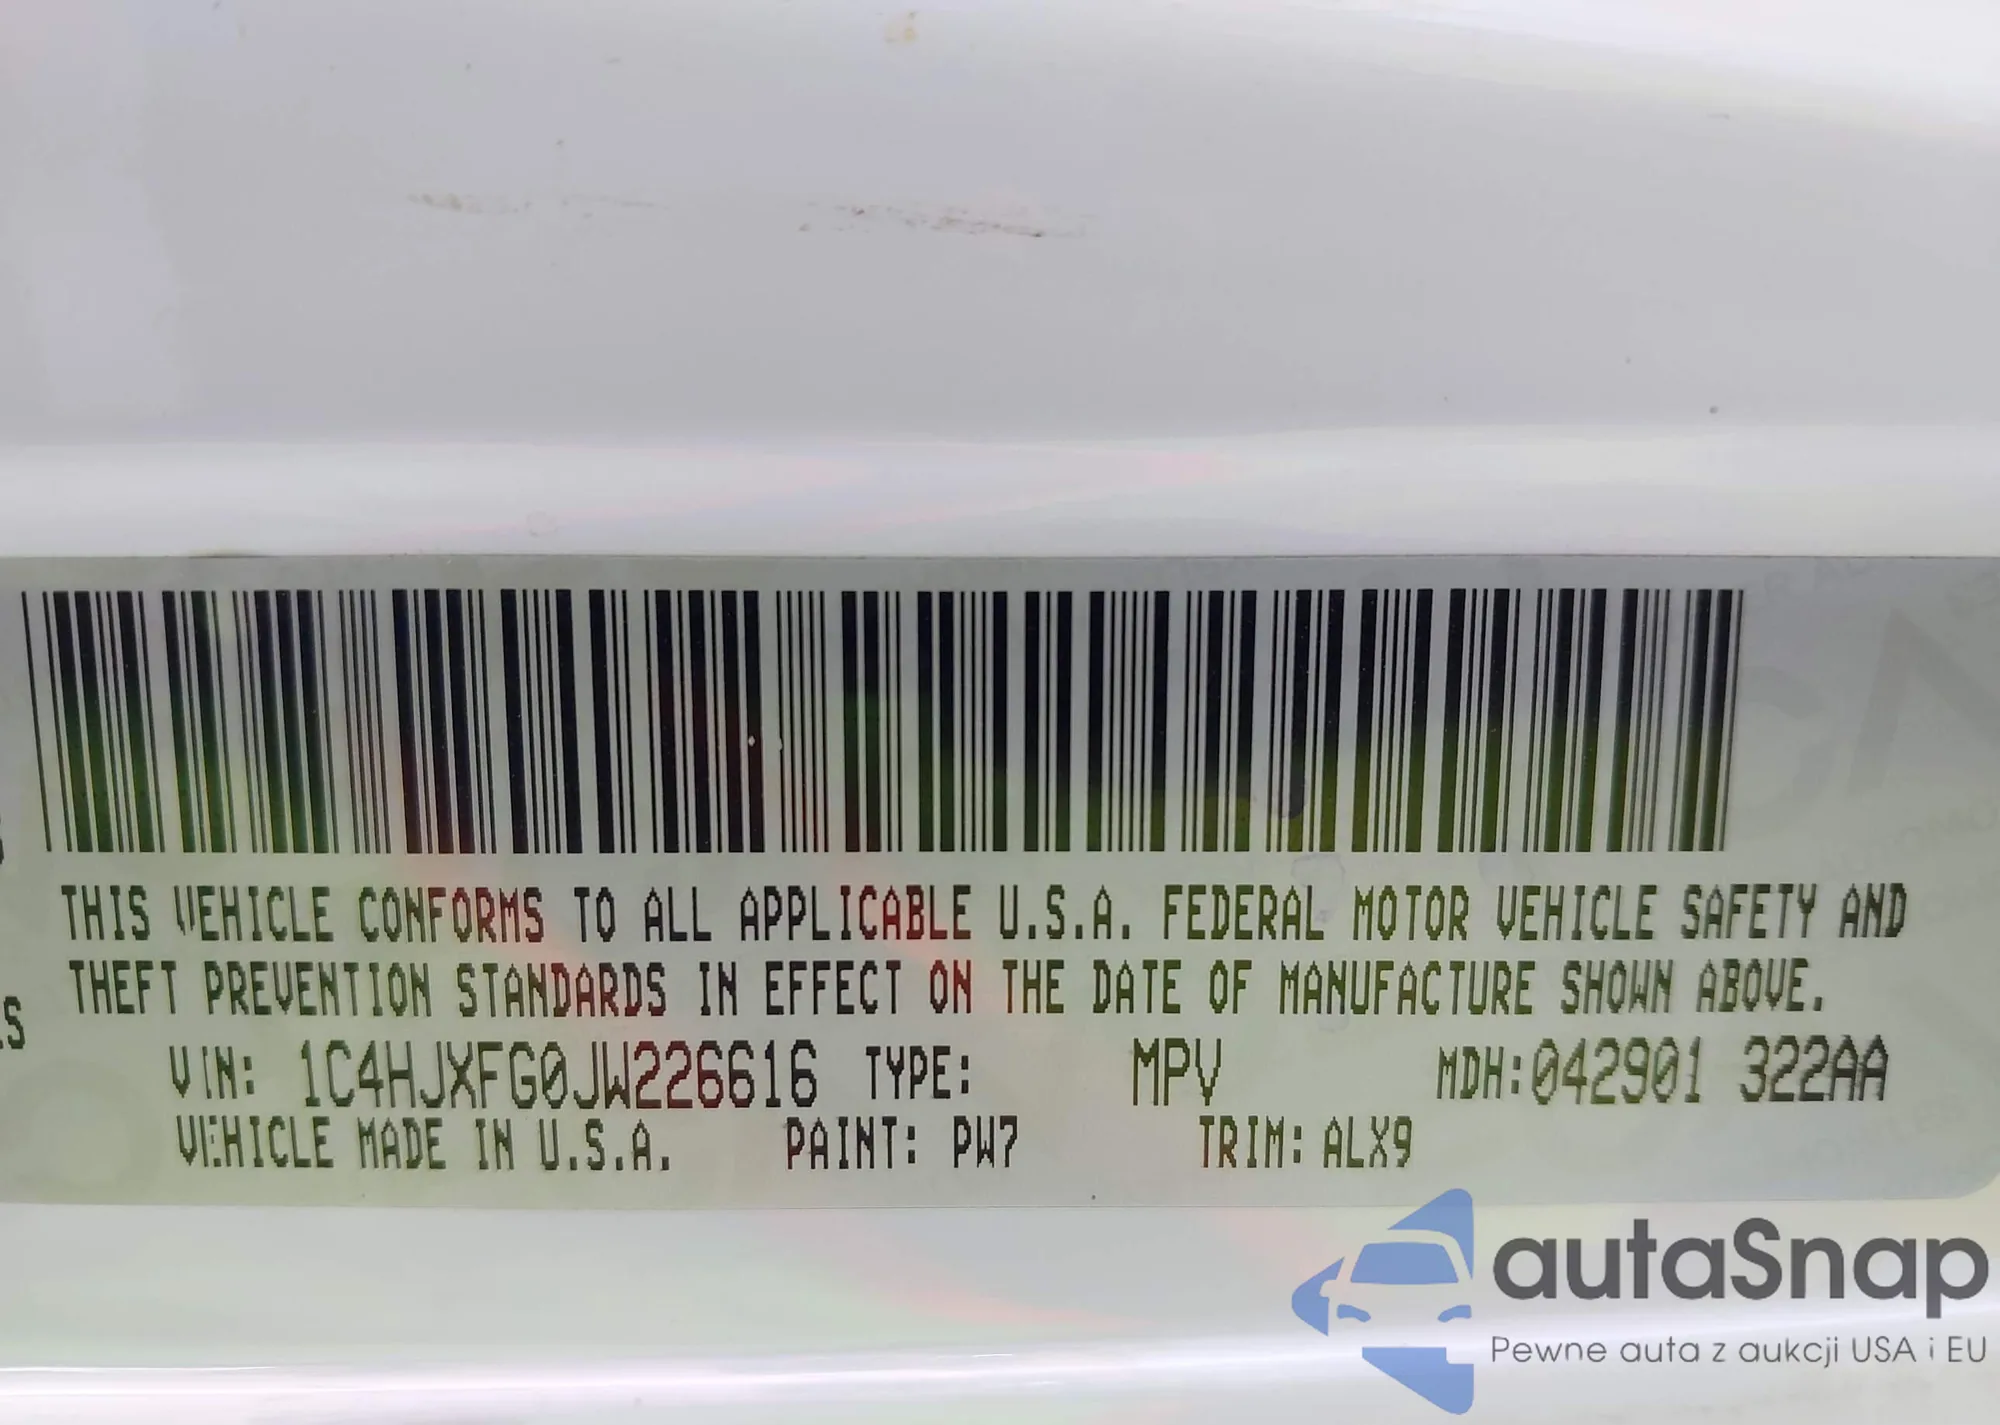 THIS VEHICLE CONFORMS TO ALL APPLICABLE U.S.A. FEDERAL MOTOR VEHICLE SAFETY AND
THEFT PREVENTION STANDARDS IN EFFECT ON THE DATE OF MANUFACTURE SHOWN ABOVE.
VIN: 1C4HJXFG0JW226616 TYPE: MPV MDH:042901 322AA
VEHICLE MADE IN U.S.A. PAINT: PW7 TRIM: ALX9
autaSnap
Pewne auta z aukcji USA i EU